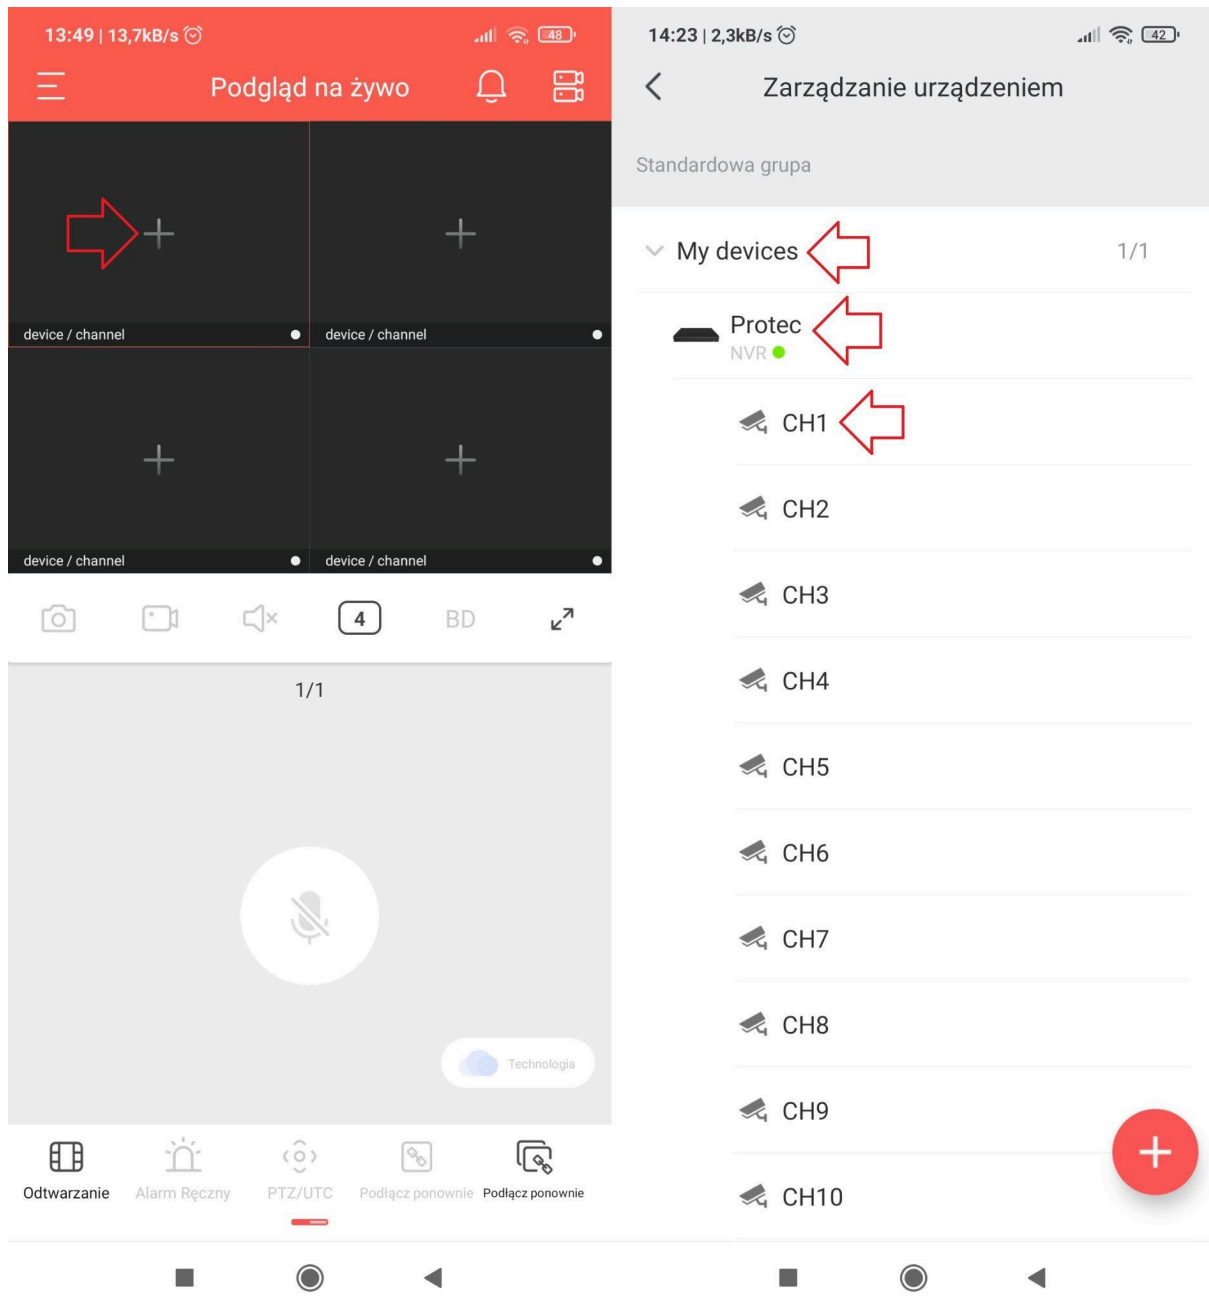 13:49 | 13,7kB/s
48
Podgląd na żywo
device / channel
device / channel
device / channel
device / channel
4
BD
1/1
Technologia
Odtwarzanie
Alarm Ręczny
PTZ/UTC
Podłącz ponownie
Podłącz ponownie
14:23 | 2,3kB/s
42
Zarządzanie urządzeniem
Standardowa grupa
My devices
1/1
Protec
NVR
CH1
CH2
CH3
CH4
CH5
CH6
CH7
CH8
CH9
CH10